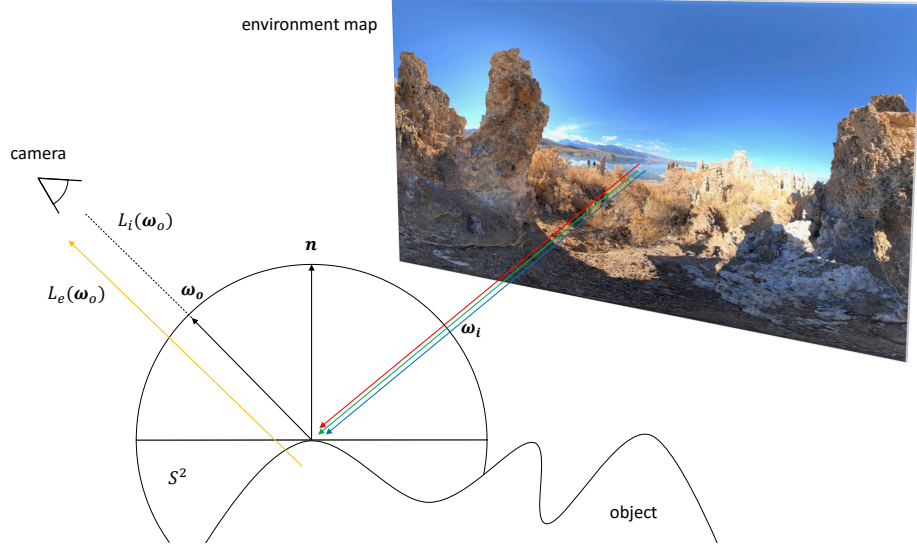 environment map
camera
L_i(ω_o)
n
L_e(ω_o)
ω_o
ω_i
S^2
object